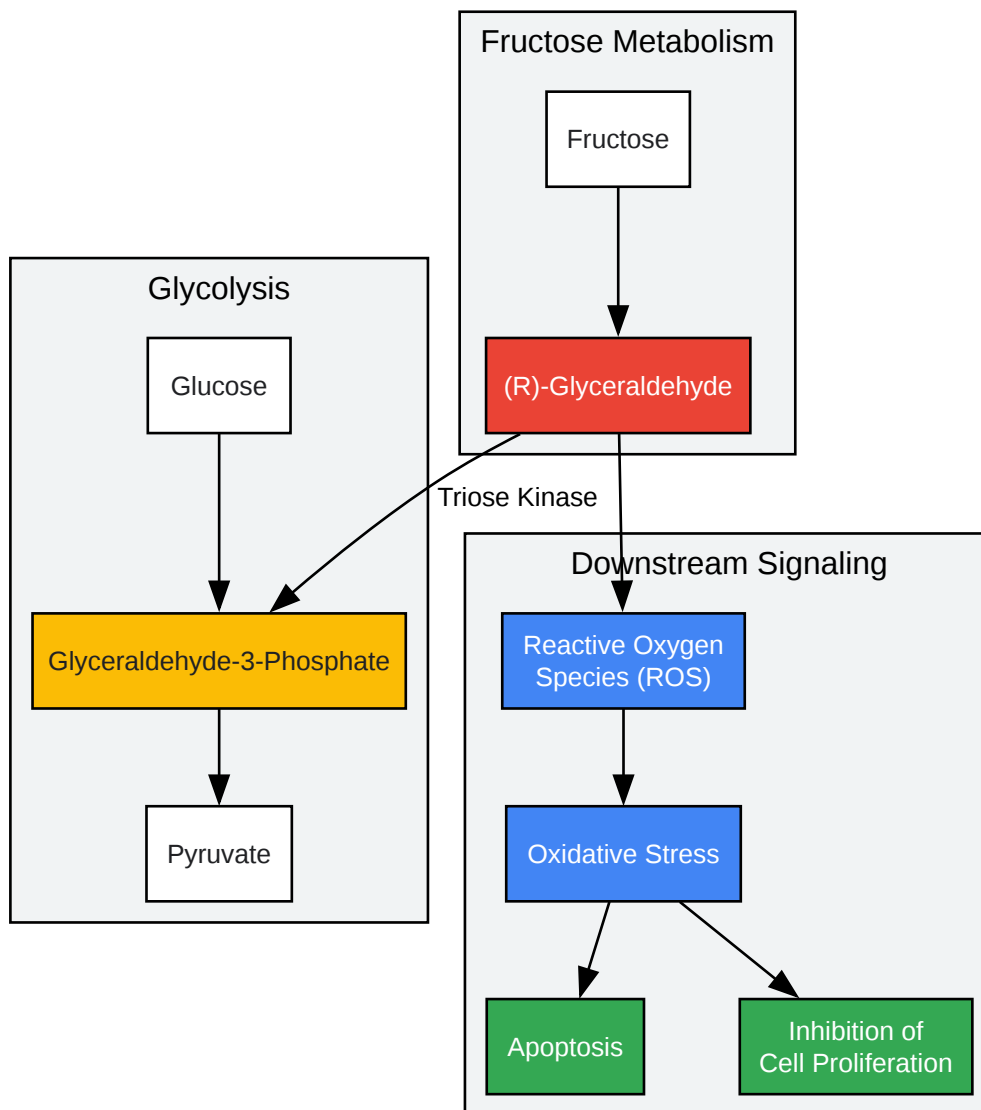 Fructose Metabolism
Fructose
Glycolysis
Glucose
(R)-Glyceraldehyde
Triose Kinase
Downstream Signaling
Glyceraldehyde-3-Phosphate
Reactive Oxygen
Species (ROS)
Pyruvate
Oxidative Stress
Apoptosis
Inhibition of
Cell Proliferation